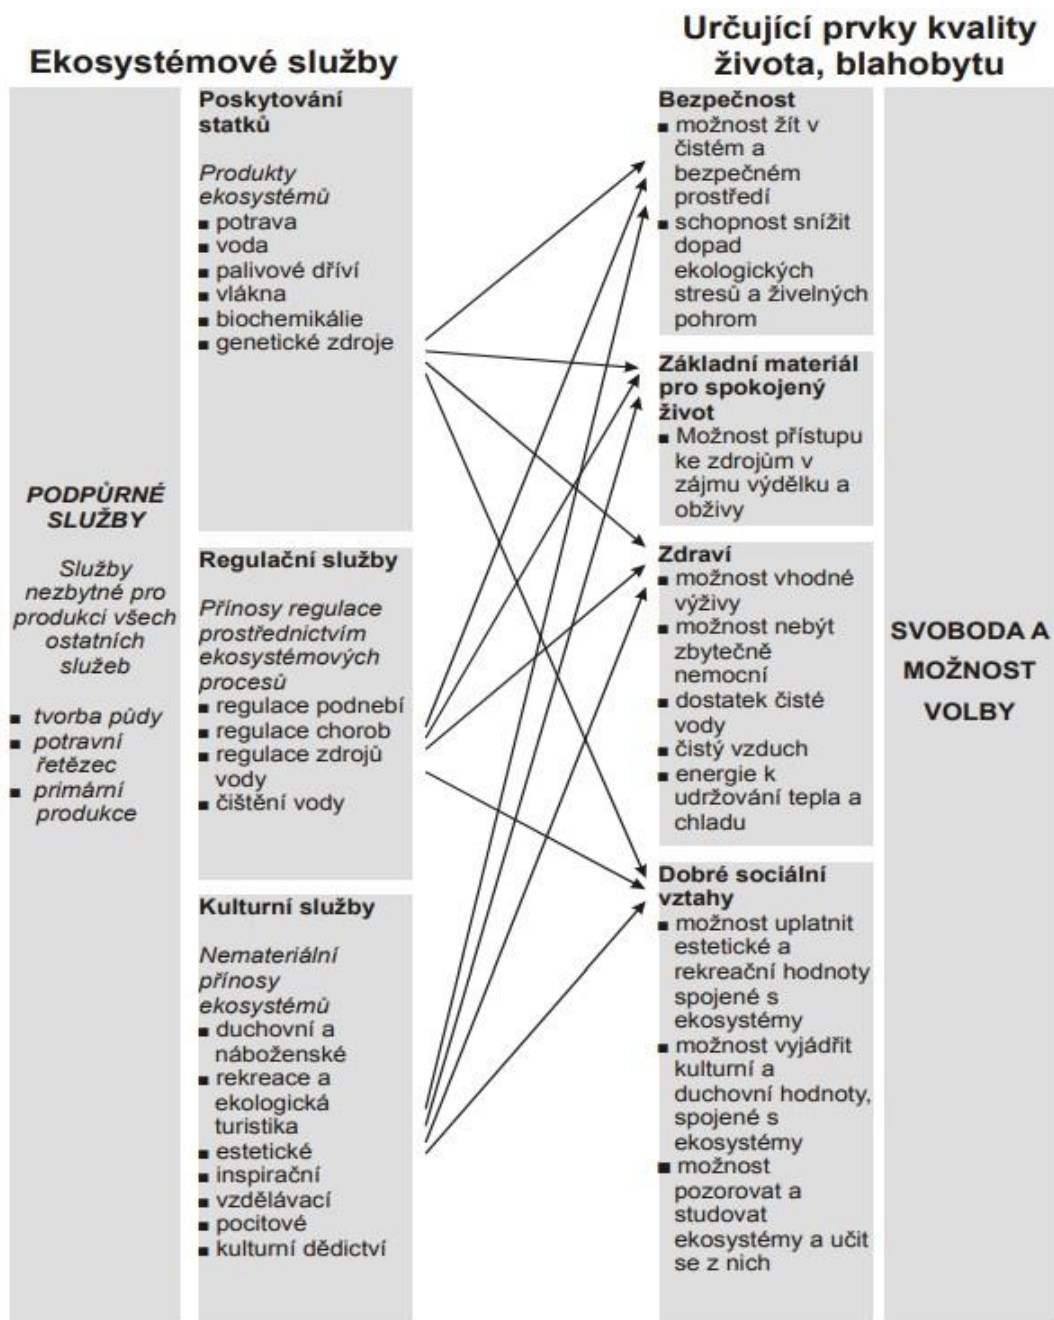 Ekosystémové služby
PODPŮRNÉ
SLUŽBY
Služby
nezbytné pro
produkci všech
ostatních
služeb
■ tvorba půdy
■ potravní
řetězec
■ primární
produkce
Poskytování
statků
Produkty
ekosystémů
■ potrava
■ voda
■ palivové dříví
■ vlákna
■ biochemikálie
■ genetické zdroje
Regulační služby
Přínosy regulace
prostřednictvím
ekosystémových
procesů
■ regulace podnebí
■ regulace chorob
■ regulace zdrojů
vody
■ čištění vody
Kulturní služby
Nemateriální
přínosy
ekosystémů
■ duchovní a
náboženské
■ rekreace a
ekologická
turistika
■ estetické
■ inspirační
■ vzdělávací
■ pocitové
■ kulturní dědictví
Určující prvky kvality
života, blahobytu
Bezpečnost
■ možnost žít v
čistém a
bezpečném
prostředí
■ schopnost snížit
dopad
ekologických
stresů a živelných
pohrom
Základní materiál
pro spokojený
život
■ Možnost přístupu
ke zdrojům v
zájmu výdělku a
obživy
Zdraví
■ možnost vhodné
výživy
■ možnost nebýt
zbytečně
nemocní
■ dostatek čisté
vody
■ čistý vzduch
■ energie k
udržování tepla a
chladu
Dobré sociální
vztahy
■ možnost uplatnit
estetické a
rekreační hodnoty
spojené s
ekosystémy
■ možnost vyjádřit
kulturní a
duchovní hodnoty,
spojené s
ekosystémy
■ možnost
pozorovat a
studovat
ekosystémy a učit
se z nich
SVOBODA A
MOŽNOST
VOLBY